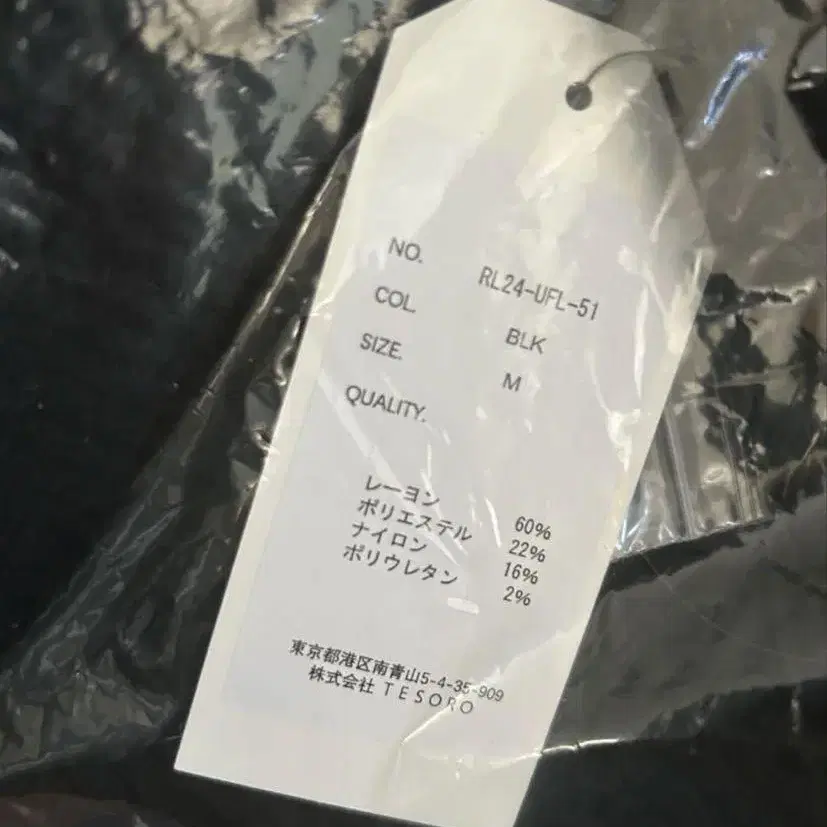 NO. RL24-UFL-51
COL. BLK
SIZE. M
QUALITY.
レーヨン 60%
ポリエステル 22%
ナイロン 16%
ポリウレタン 2%
東京都港区南青山5-4-35-909
株式会社 TESORO